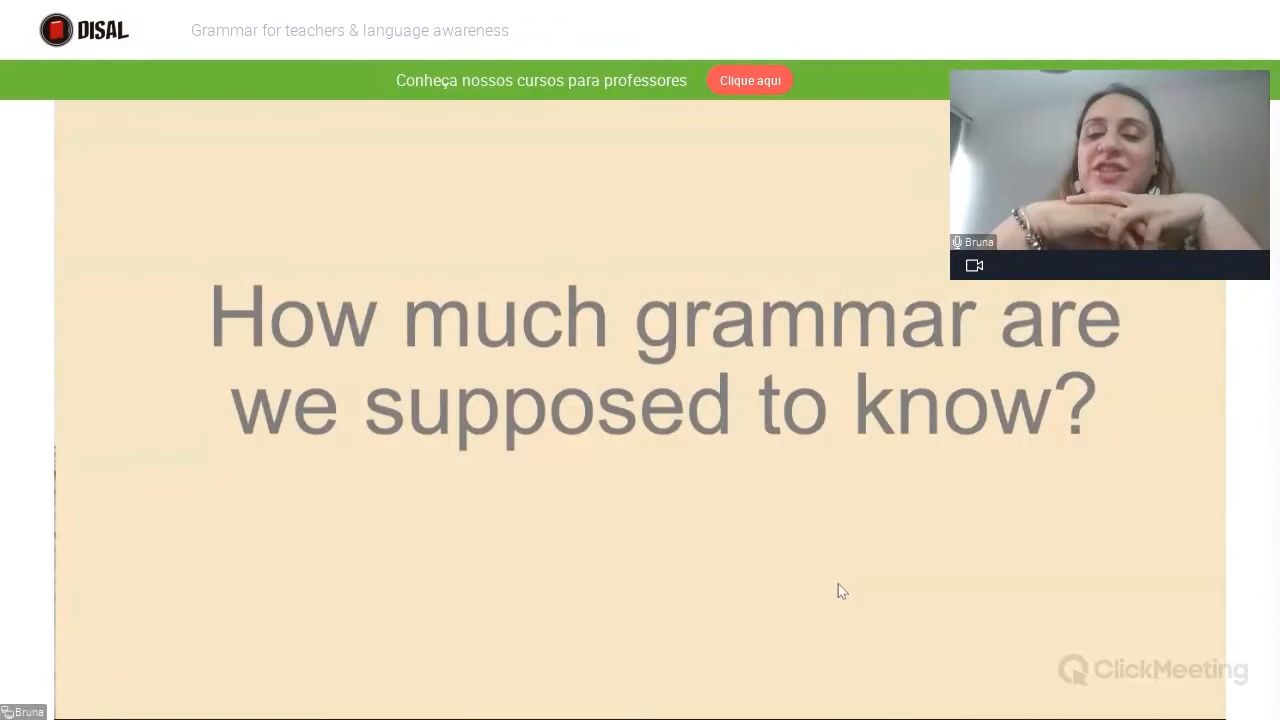 DISAL
Grammar for teachers & language awareness
Conheça nossos cursos para professores
Clique aqui
Bruna
How much grammar are
we supposed to know?
ClickMeeting
Bruna